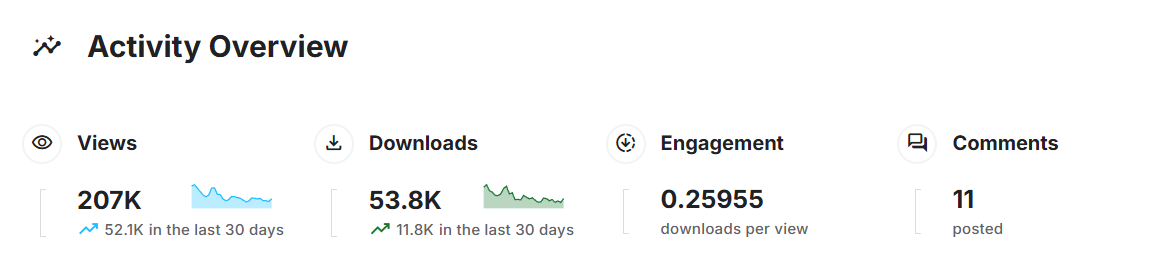 Activity Overview
Views
207K
52.1K in the last 30 days
Downloads
53.8K
11.8K in the last 30 days
Engagement
0.25955
downloads per view
Comments
11
posted